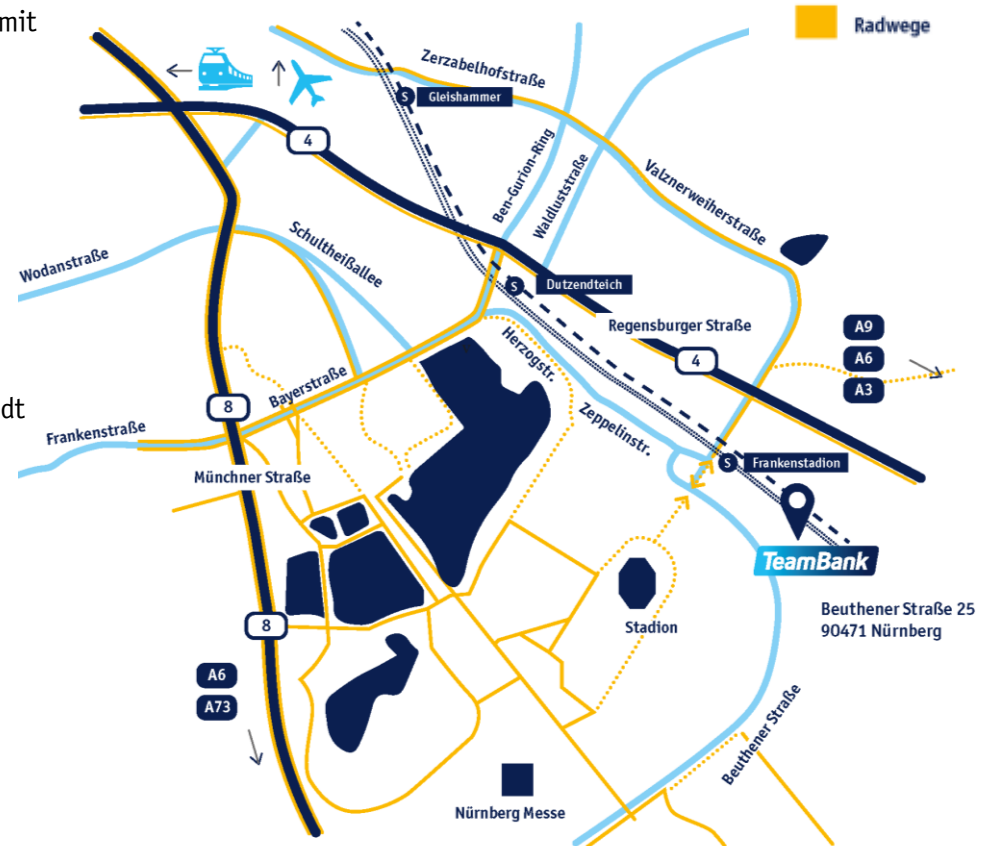 mit
Radwege
Zerzabelhofstraße
S
Gleishammer
4
Ben-Gurion-Ring
Waldluststraße
Valznerweiherstraße
Schultheißallee
Wodanstraße
S
Dutzendteich
Regensburger Straße
4
A9
A6
A3
Herzogstr.
Bayerstraße
8
dt
Frankenstraße
Zeppelinstr.
Münchner Straße
S
Frankenstadion
TeamBank
Beuthener Straße 25
90471 Nürnberg
Stadion
8
A6
A73
Beuthener Straße
Nürnberg Messe